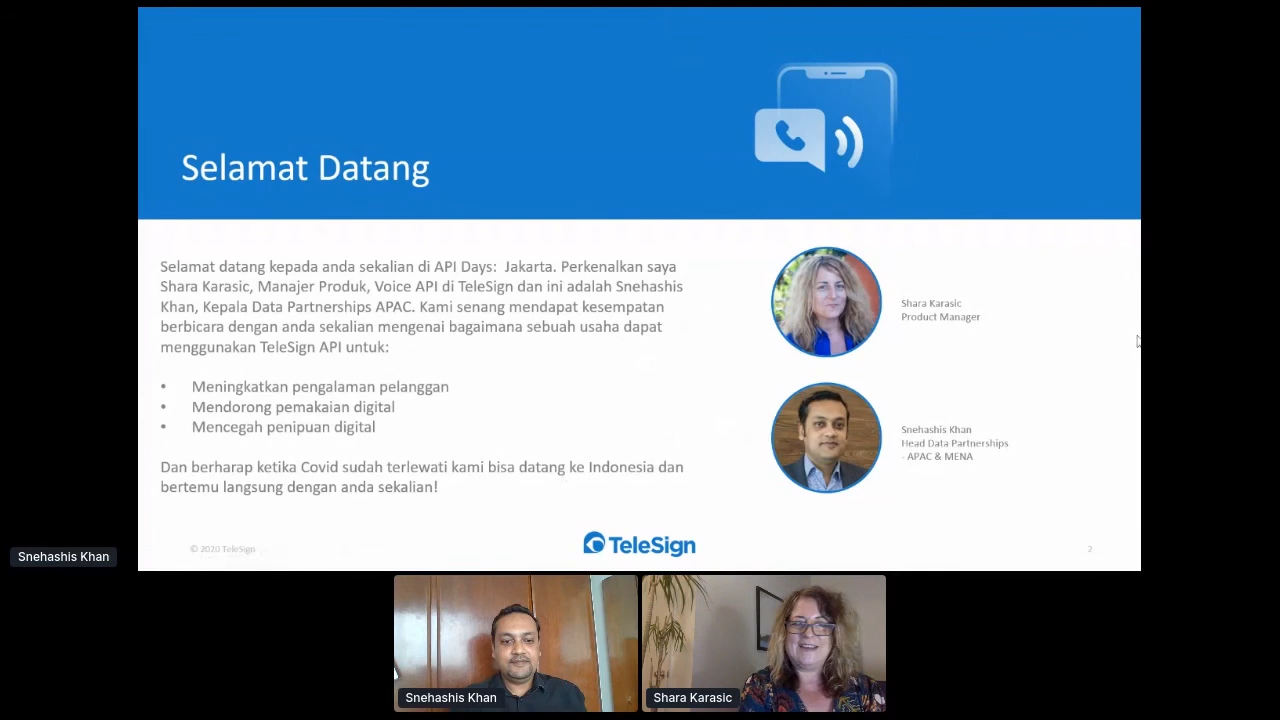 Selamat Datang
Selamat datang kepada anda sekalian di API Days:  Jakarta. Perkenalkan saya
Shara Karasic, Manajer Produk, Voice API di TeleSign dan ini adalah Snehashis
Khan, Kepala Data Partnerships APAC. Kami senang mendapat kesempatan
berbicara dengan anda sekalian mengenai bagaimana sebuah usaha dapat
menggunakan TeleSign API untuk:
• Meningkatkan pengalaman pelanggan
• Mendorong pemakaian digital
• Mencegah penipuan digital
Dan berharap ketika Covid sudah terlewati kami bisa datang ke Indonesia dan
bertemu langsung dengan anda sekalian!
Shara Karasic
Product Manager
Snehashis Khan
Head Data Partnerships
- APAC & MENA
© 2020 TeleSign
TeleSign
2
Snehashis Khan
Snehashis Khan
Shara Karasic